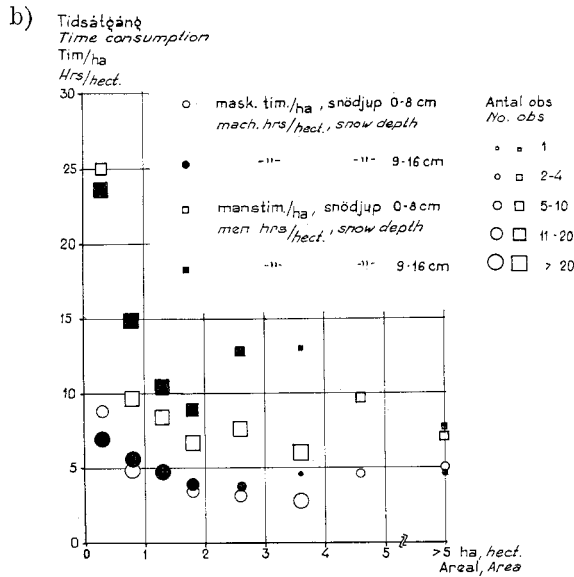 b)
Tidsåtgång
Time consumption
Tim/ha
Hrs/hect.
mask. tim./ha, snödjup 0-8 cm
mach. hrs/hect., snow depth
-"- -"- 9-16 cm
manstim./ha, snödjup 0-8 cm
men hrs/hect., snow depth
-"- -"- 9-16 cm
Antal obs
No. obs
1
2-4
5-10
11-20
> 20
30
25
20
15
10
5
0
0 1 2 3 4 5 >5 ha, hect.
Areal, Area